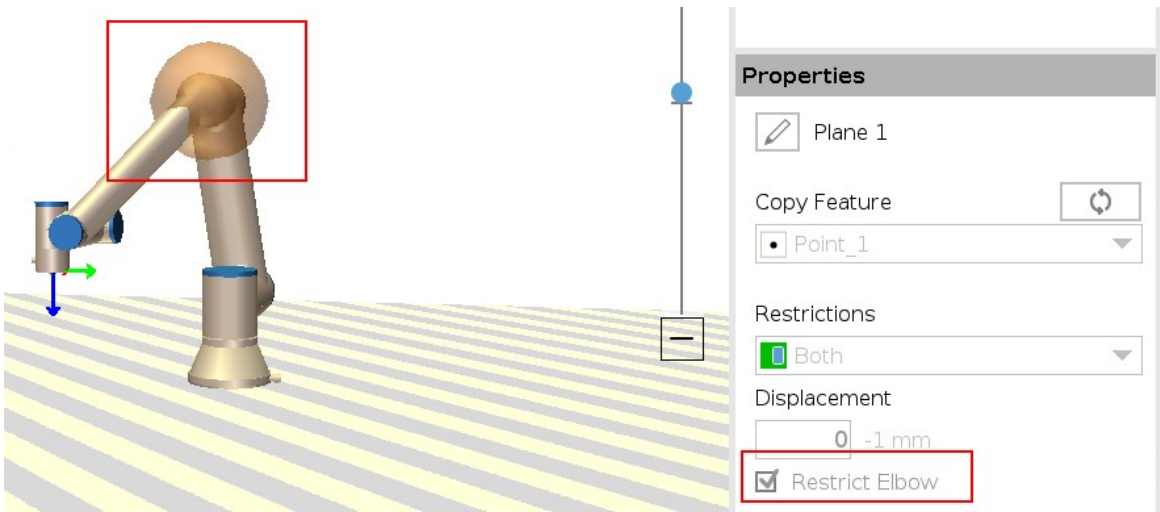 Properties
Plane 1
Copy Feature
Point_1
Restrictions
Both
Displacement
0 -1 mm
Restrict Elbow